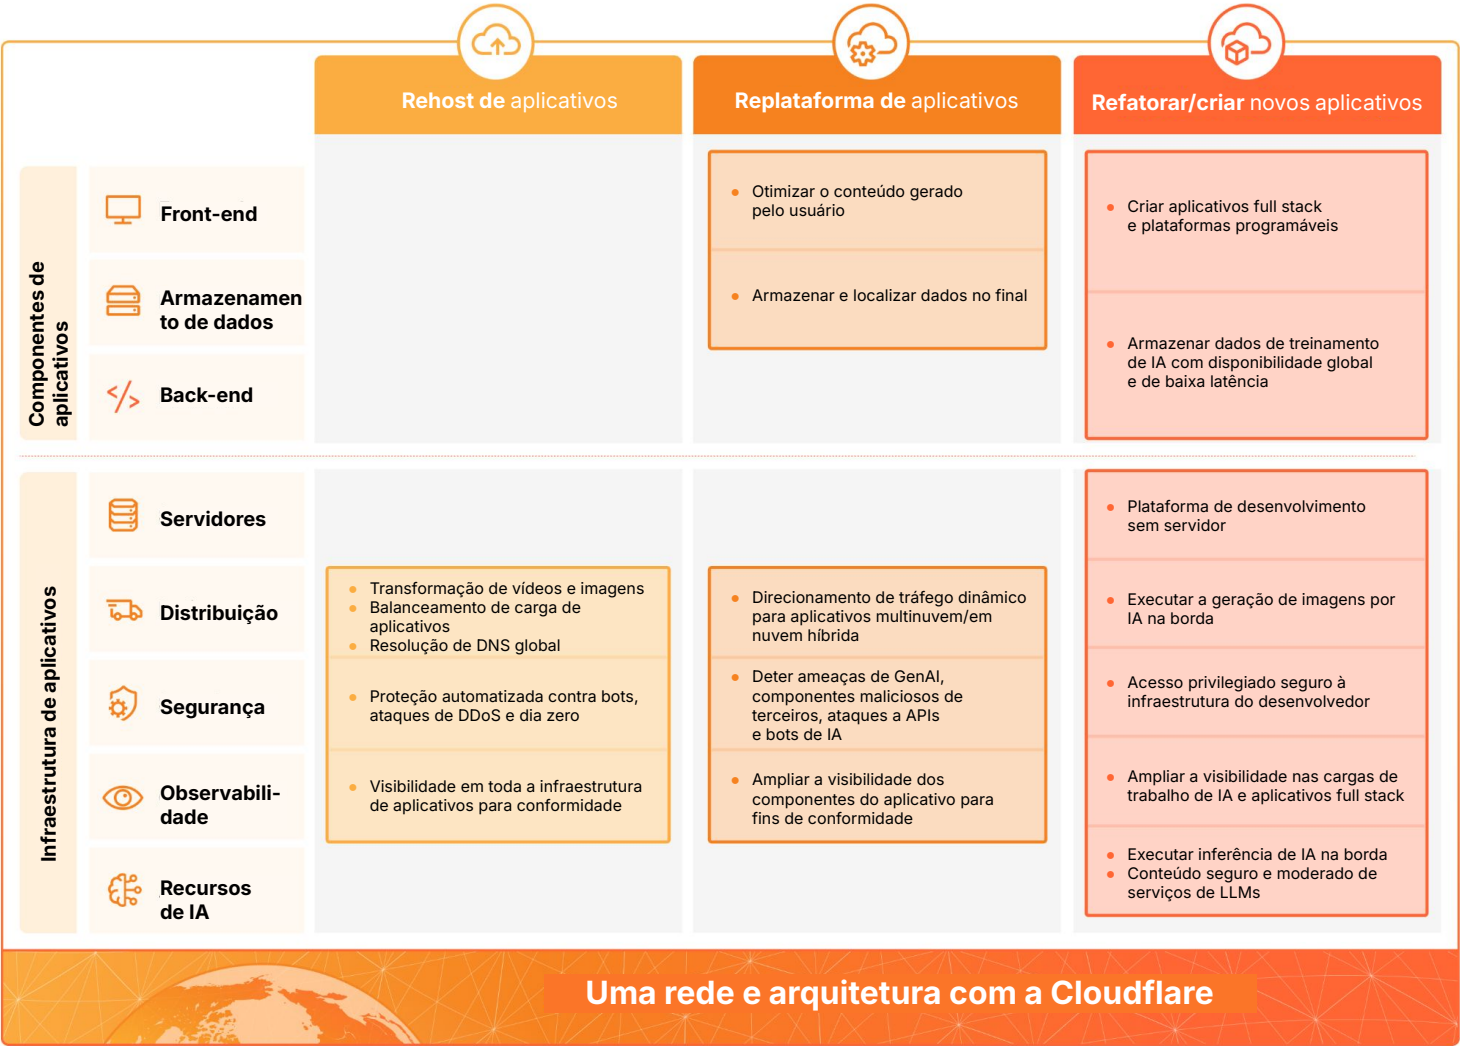 Rehost de aplicativos
Replataforma de aplicativos
Refatorar/criar novos aplicativos
Componentes de
aplicativos
Front-end
• Otimizar o conteúdo gerado
pelo usuário
• Criar aplicativos full stack
e plataformas programáveis
Armazenamen
to de dados
• Armazenar e localizar dados no final
• Armazenar dados de treinamento
de IA com disponibilidade global
e de baixa latência
Back-end
Infraestrutura de aplicativos
Servidores
• Plataforma de desenvolvimento
sem servidor
Distribuição
• Transformação de vídeos e imagens
• Balanceamento de carga de
aplicativos
• Resolução de DNS global
• Direcionamento de tráfego dinâmico
para aplicativos multinuvem/em
nuvem híbrida
• Executar a geração de imagens por
IA na borda
Segurança
• Proteção automatizada contra bots,
ataques de DDoS e dia zero
• Deter ameaças de GenAI,
componentes maliciosos de
terceiros, ataques a APIs
e bots de IA
• Acesso privilegiado seguro à
infraestrutura do desenvolvedor
Observabili-
dade
• Visibilidade em toda a infraestrutura
de aplicativos para conformidade
• Ampliar a visibilidade dos
componentes do aplicativo para
fins de conformidade
• Ampliar a visibilidade nas cargas de
trabalho de IA e aplicativos full stack
Recursos
de IA
• Executar inferência de IA na borda
• Conteúdo seguro e moderado de
serviços de LLMs
Uma rede e arquitetura com a Cloudflare